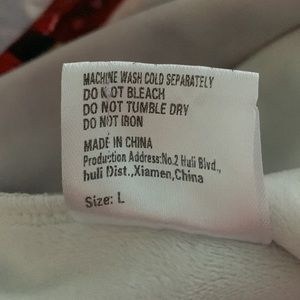 MACHINE WASH COLD SEPARATELY
DO NOT BLEACH
DO NOT TUMBLE DRY
DO NOT IRON
MADE IN CHINA
Production Address:No.2 Huli Blvd.,
huli Dist.,Xiamen,China
Size: L